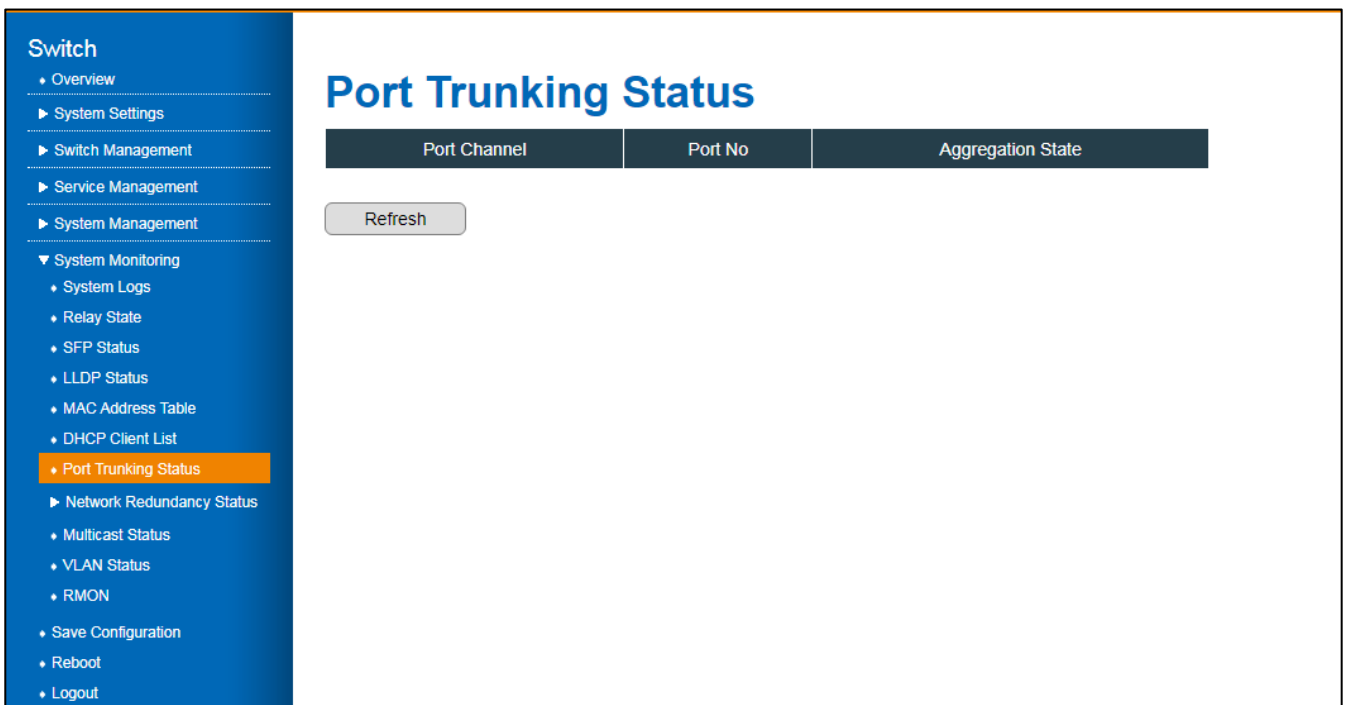 Switch
Overview
System Settings
Switch Management
Service Management
System Management
System Monitoring
System Logs
Relay State
SFP Status
LLDP Status
MAC Address Table
DHCP Client List
Port Trunking Status
Network Redundancy Status
Multicast Status
VLAN Status
RMON
Save Configuration
Reboot
Logout
Port Trunking Status
Port Channel Port No Aggregation State
Refresh